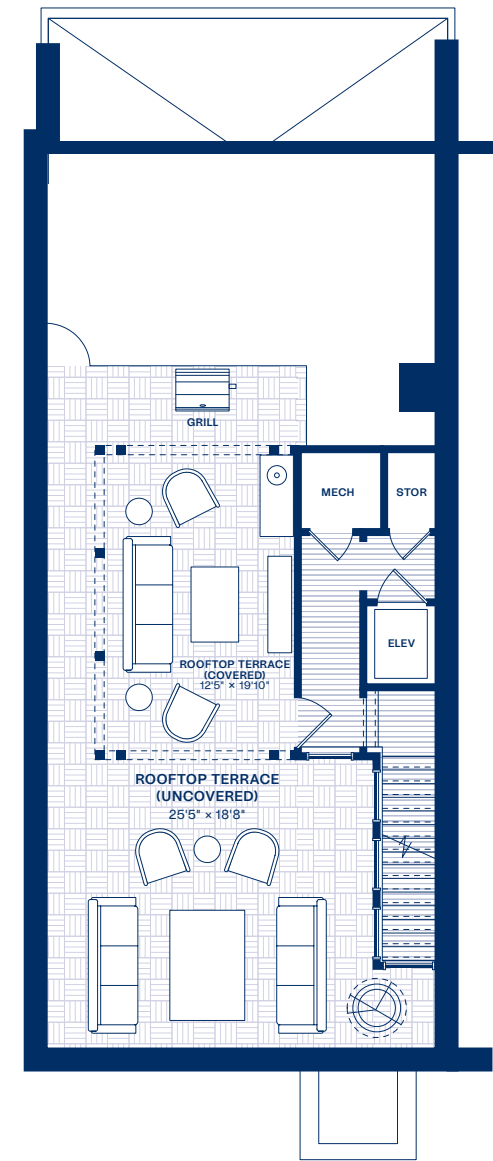 GRILL
MECH
STOR
ELEV
ROOFTOP TERRACE
(COVERED)
12'5" × 19'10"
ROOFTOP TERRACE
(UNCOVERED)
25'5" × 18'8"